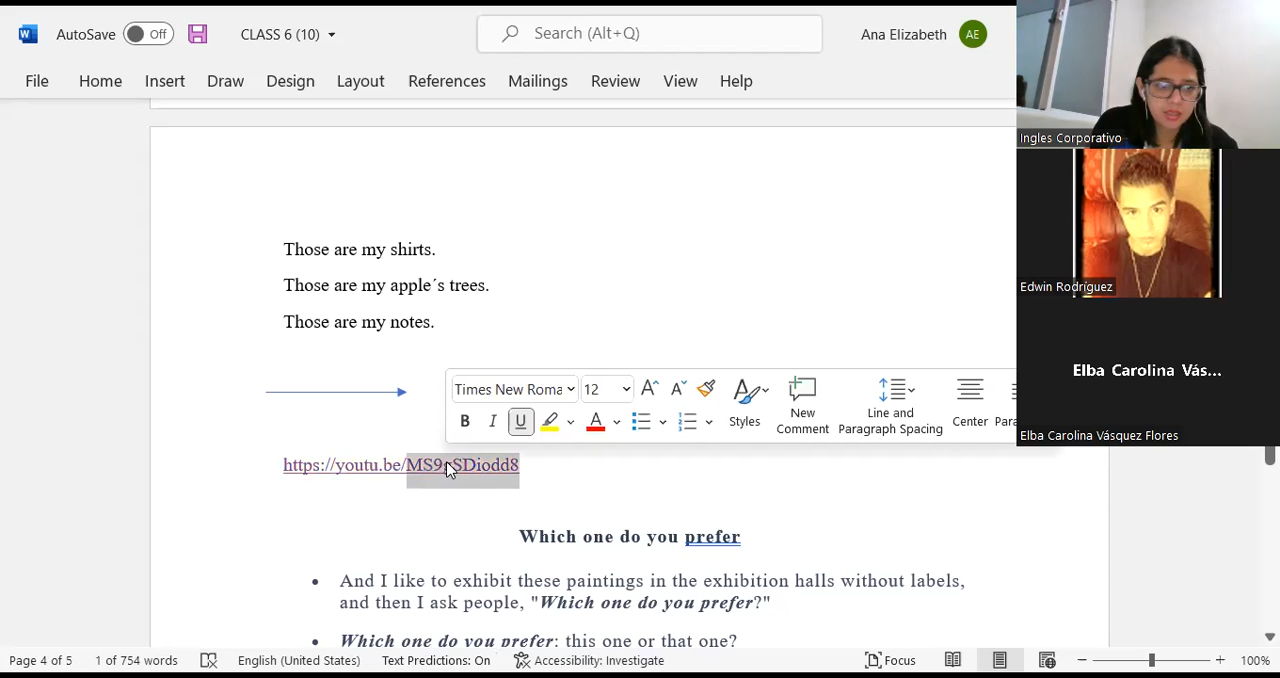 AutoSave
Off
CLASS 6 (10)
Search (Alt+Q)
Ana Elizabeth
AE
File
Home
Insert
Draw
Design
Layout
References
Mailings
Review
View
Help
Ingles Corporativo
Those are my shirts.
Those are my apple´s trees.
Those are my notes.
Edwin Rodríguez
Elba Carolina Vás...
Elba Carolina Vásquez Flores
Times New Roma
12
Styles
New
Comment
Line and
Paragraph Spacing
Center
B
I
U
Which one do you prefer
• And I like to exhibit these paintings in the exhibition halls without labels,
and then I ask people, "Which one do you prefer?"
• Which one do you prefer: this one or that one?
Page 4 of 5
1 of 754 words
English (United States)
Text Predictions: On
Accessibility: Investigate
Focus
100%